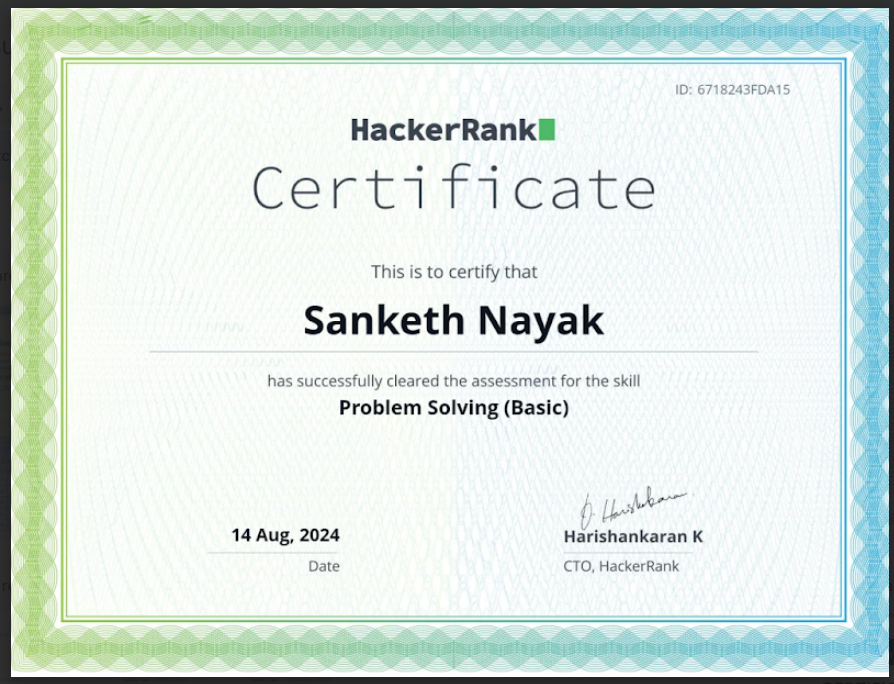 ID: 6718243FDA15
HackerRank
Certificate
This is to certify that
Sanketh Nayak
has successfully cleared the assessment for the skill
Problem Solving (Basic)
14 Aug, 2024
Date
Harishankaran K
CTO, HackerRank